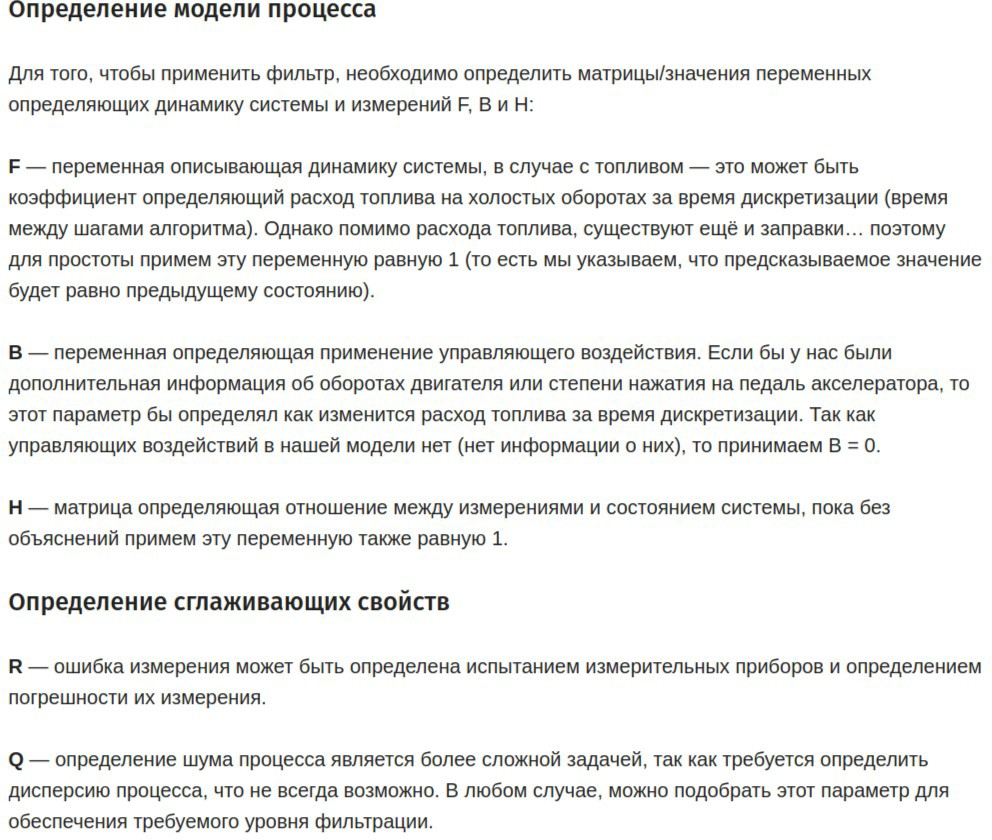 Определение модели процесса
Для того, чтобы применить фильтр, необходимо определить матрицы/значения переменных
определяющих динамику системы и измерений F, B и H:
F — переменная описывающая динамику системы, в случае с топливом — это может быть
коэффициент определяющий расход топлива на холостых оборотах за время дискретизации (время
между шагами алгоритма). Однако помимо расхода топлива, существуют ещё и заправки… поэтому
для простоты примем эту переменную равную 1 (то есть мы указываем, что предсказываемое значение
будет равно предыдущему состоянию).
B — переменная определяющая применение управляющего воздействия. Если бы у нас были
дополнительная информация об оборотах двигателя или степени нажатия на педаль акселератора, то
этот параметр бы определял как изменится расход топлива за время дискретизации. Так как
управляющих воздействий в нашей модели нет (нет информации о них), то принимаем B = 0.
H — матрица определяющая отношение между измерениями и состоянием системы, пока без
объяснений примем эту переменную также равную 1.
Определение сглаживающих свойств
R — ошибка измерения может быть определена испытанием измерительных приборов и определением
погрешности их измерения.
Q — определение шума процесса является более сложной задачей, так как требуется определить
дисперсию процесса, что не всегда возможно. В любом случае, можно подобрать этот параметр для
обеспечения требуемого уровня фильтрации.